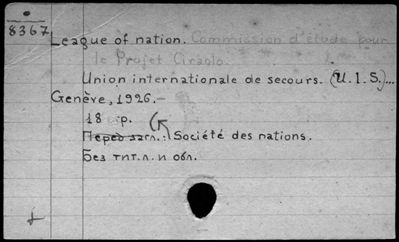 8367
League of nation. Commission d'étude pour
le Projet Ciraolo.
Union internationale de secours. (U.I.S.)...
Genève, 1926.-
18 p.
Перед загл.: Société des nations.
Без тит. л. и обл.